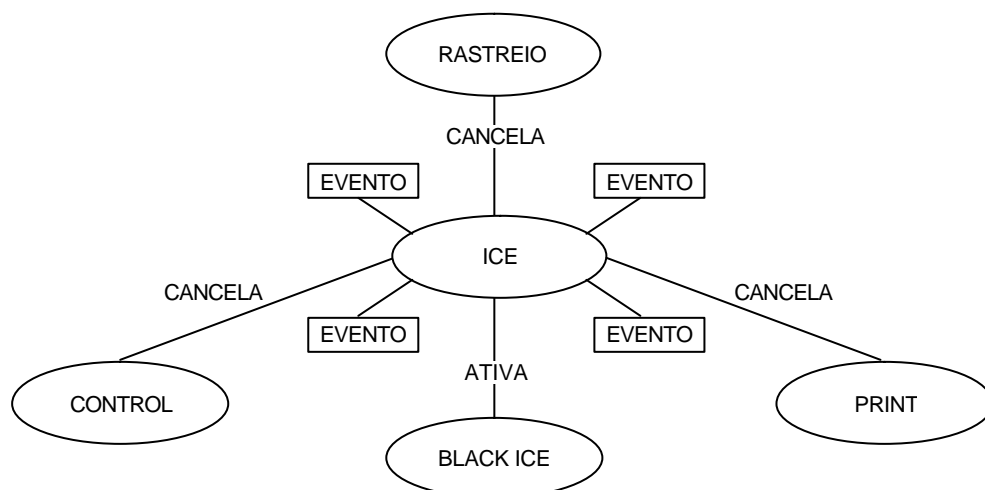 RASTREIO
CANCELA
EVENTO
EVENTO
ICE
CANCELA
CANCELA
EVENTO
EVENTO
ATIVA
CONTROL
PRINT
BLACK ICE